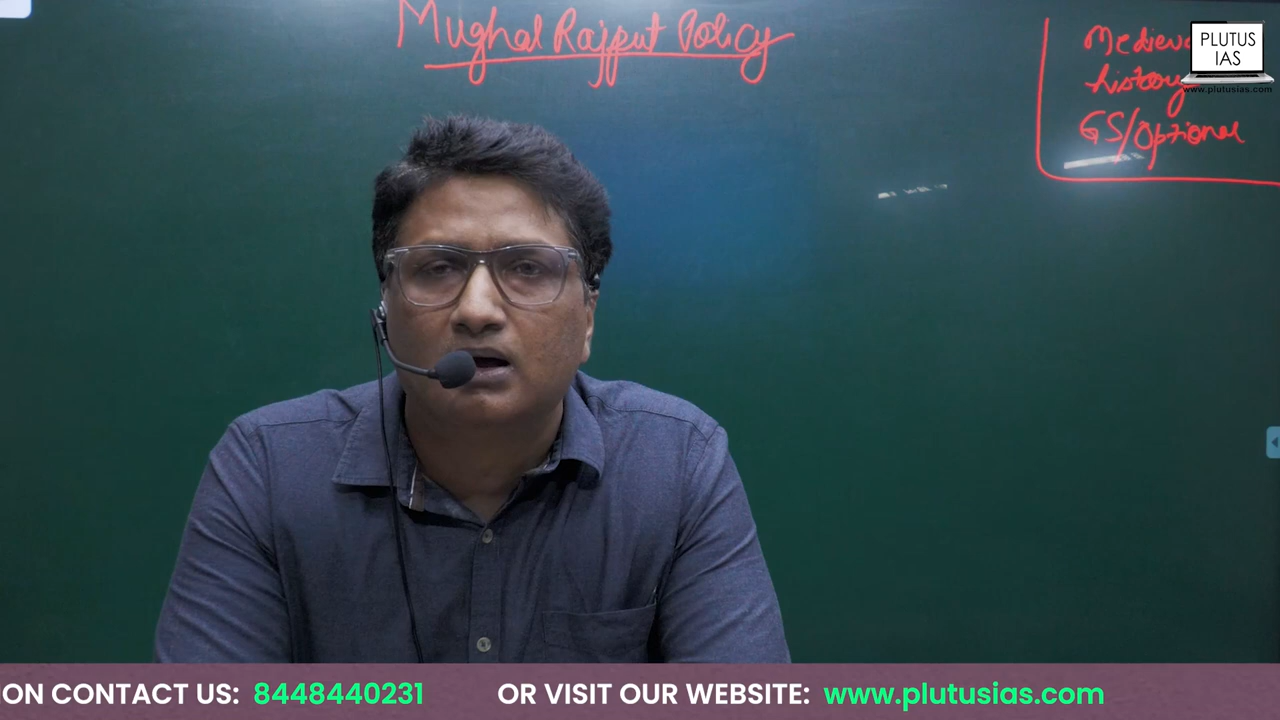 Mughal Rajput Policy
history
GS/Optional
PLUTUS
IAS
www.plutusias.com
ON CONTACT US: 8448440231 OR VISIT OUR WEBSITE: www.plutusias.com